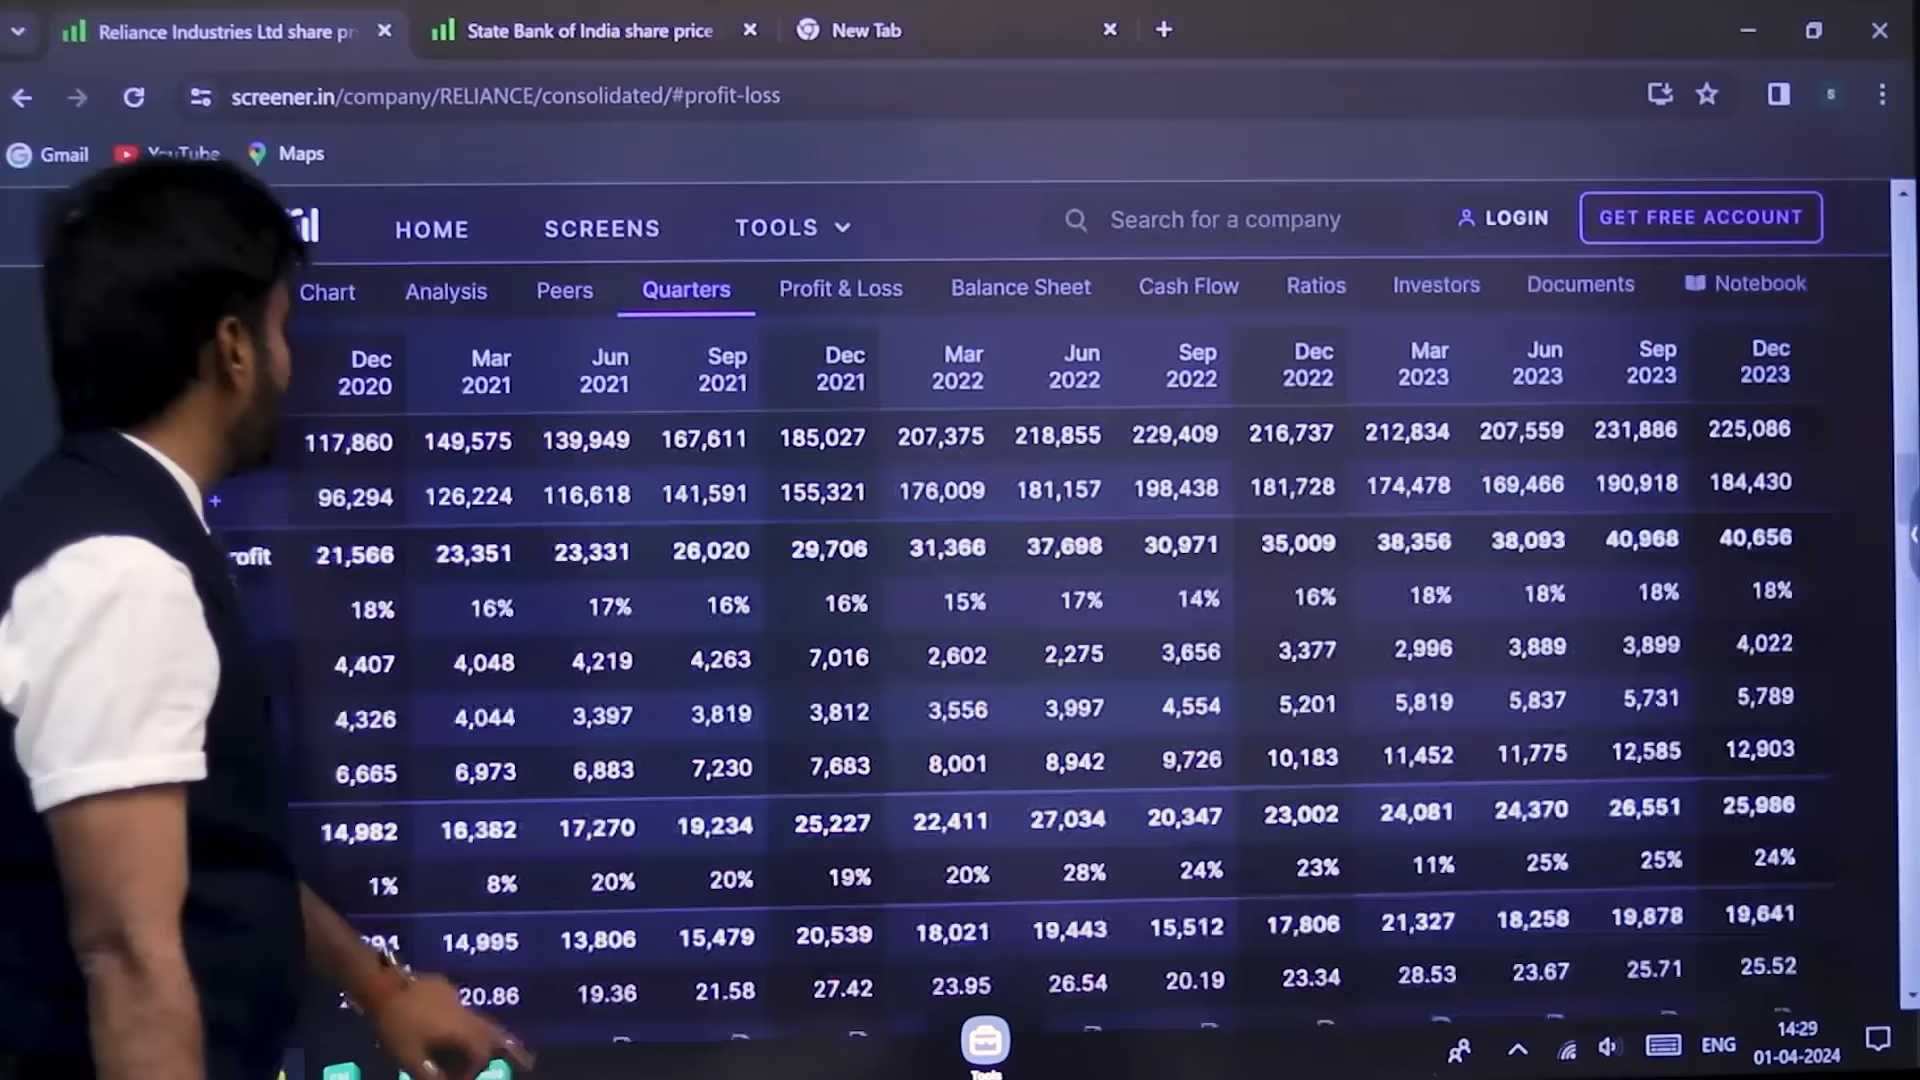 Reliance Industries Ltd share pr
State Bank of India share price
New Tab
screener.in/company/RELIANCE/consolidated/#profit-loss
s
Gmail YouTube Maps
HOME SCREENS TOOLS Search for a company LOGIN GET FREE ACCOUNT
Chart Analysis Peers Quarters Profit & Loss Balance Sheet Cash Flow Ratios Investors Documents Notebook
Dec Mar Jun Sep Dec Mar Jun Sep Dec Mar Jun Sep Dec
2020 2021 2021 2021 2021 2022 2022 2022 2022 2023 2023 2023 2023
117,860 149,575 139,949 167,611 185,027 207,375 218,855 229,409 216,737 212,834 207,559 231,886 225,086
+ 96,294 126,224 116,618 141,591 155,321 176,009 181,157 198,438 181,728 174,478 169,466 190,918 184,430
rofit 21,566 23,351 23,331 26,020 29,706 31,366 37,698 30,971 35,009 38,356 38,093 40,968 40,656
18% 16% 17% 16% 16% 15% 17% 14% 16% 18% 18% 18% 18%
4,407 4,048 4,219 4,263 7,016 2,602 2,275 3,656 3,377 2,996 3,889 3,899 4,022
4,326 4,044 3,397 3,819 3,812 3,556 3,997 4,554 5,201 5,819 5,837 5,731 5,789
6,665 6,973 6,883 7,230 7,683 8,001 8,942 9,726 10,183 11,452 11,775 12,585 12,903
14,982 16,382 17,270 19,234 25,227 22,411 27,034 20,347 23,002 24,081 24,370 26,551 25,986
1% 8% 20% 20% 19% 20% 28% 24% 23% 11% 25% 25% 24%
14,995 13,806 15,479 20,539 18,021 19,443 15,512 17,806 21,327 18,258 19,878 19,641
20.86 19.36 21.58 27.42 23.95 26.54 20.19 23.34 28.53 23.67 25.71 25.52
Tools
ENG
14:29
01-04-2024